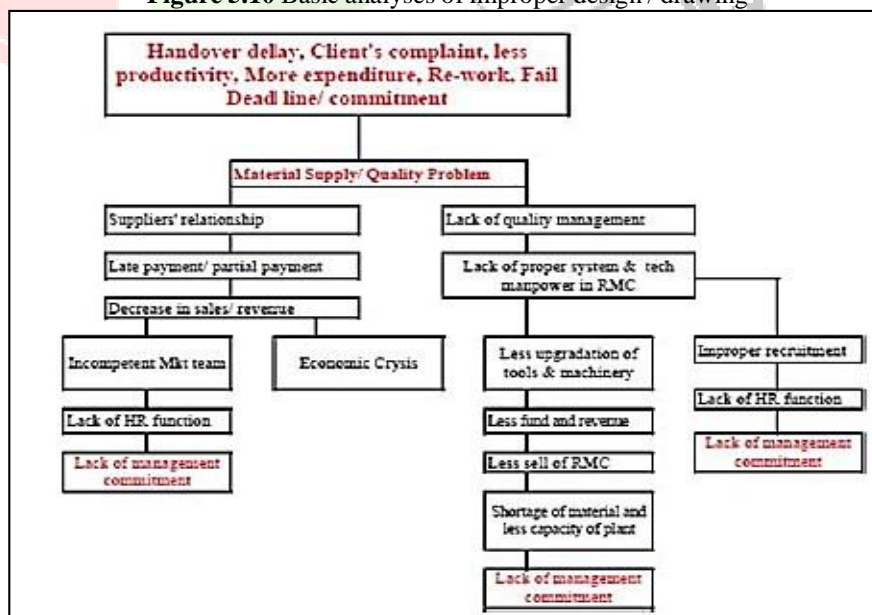 Figure 5.10 Basic analyses of improper design / drawing
Handover delay, Client's complaint, less
productivity, More expenditure, Re-work, Fail
Dead line/ commitment
Material Supply/ Quality Problem
Suppliers' relationship
Late payment/ partial payment
Decrease in sales/ revenue
Incompetent Mkt team
Lack of HR function
Lack of management
commitment
Economic Crysis
Lack of quality management
Lack of proper system & tech
manpower in RMC
Less upgradation of
tools & machinery
Less fund and revenue
Less sell of RMC
Shortage of material and
less capacity of plant
Lack of management
commitment
Improper recruitment
Lack of HR function
Lack of management
commitment